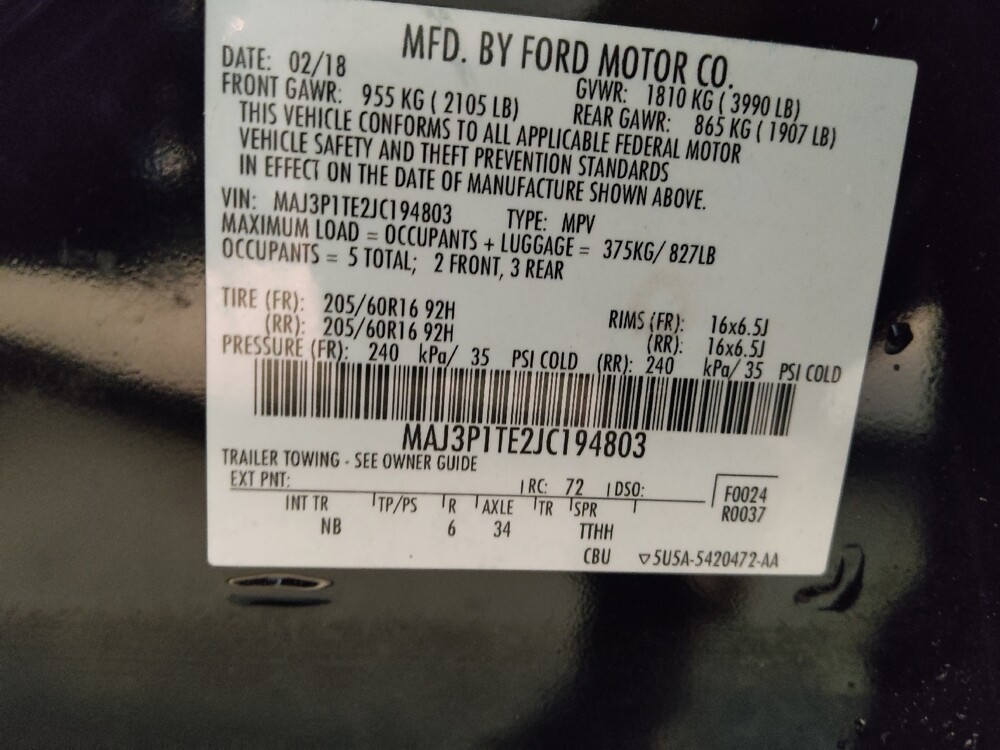 MFD. BY FORD MOTOR CO.
DATE: 02/18 GVWR: 1810 KG ( 3990 LB)
FRONT GAWR: 955 KG ( 2105 LB) REAR GAWR: 865 KG ( 1907 LB)
THIS VEHICLE CONFORMS TO ALL APPLICABLE FEDERAL MOTOR
VEHICLE SAFETY AND THEFT PREVENTION STANDARDS
IN EFFECT ON THE DATE OF MANUFACTURE SHOWN ABOVE.
VIN: MAJ3P1TE2JC194803 TYPE: MPV
MAXIMUM LOAD = OCCUPANTS + LUGGAGE = 375KG/ 827LB
OCCUPANTS = 5 TOTAL; 2 FRONT, 3 REAR
TIRE (FR): 205/60R16 92H RIMS (FR): 16x6.5J
(RR): 205/60R16 92H (RR): 16x6.5J
PRESSURE (FR): 240 kPa/ 35 PSI COLD (RR): 240 kPa/ 35 PSI COLD
MAJ3P1TE2JC194803
TRAILER TOWING - SEE OWNER GUIDE
EXT PNT: RC: 72 DSO: F0024
R0037
INT TR TP/PS R AXLE TR SPR
NB 6 34 TTHH
CBU ▽5U5A-5420472-AA